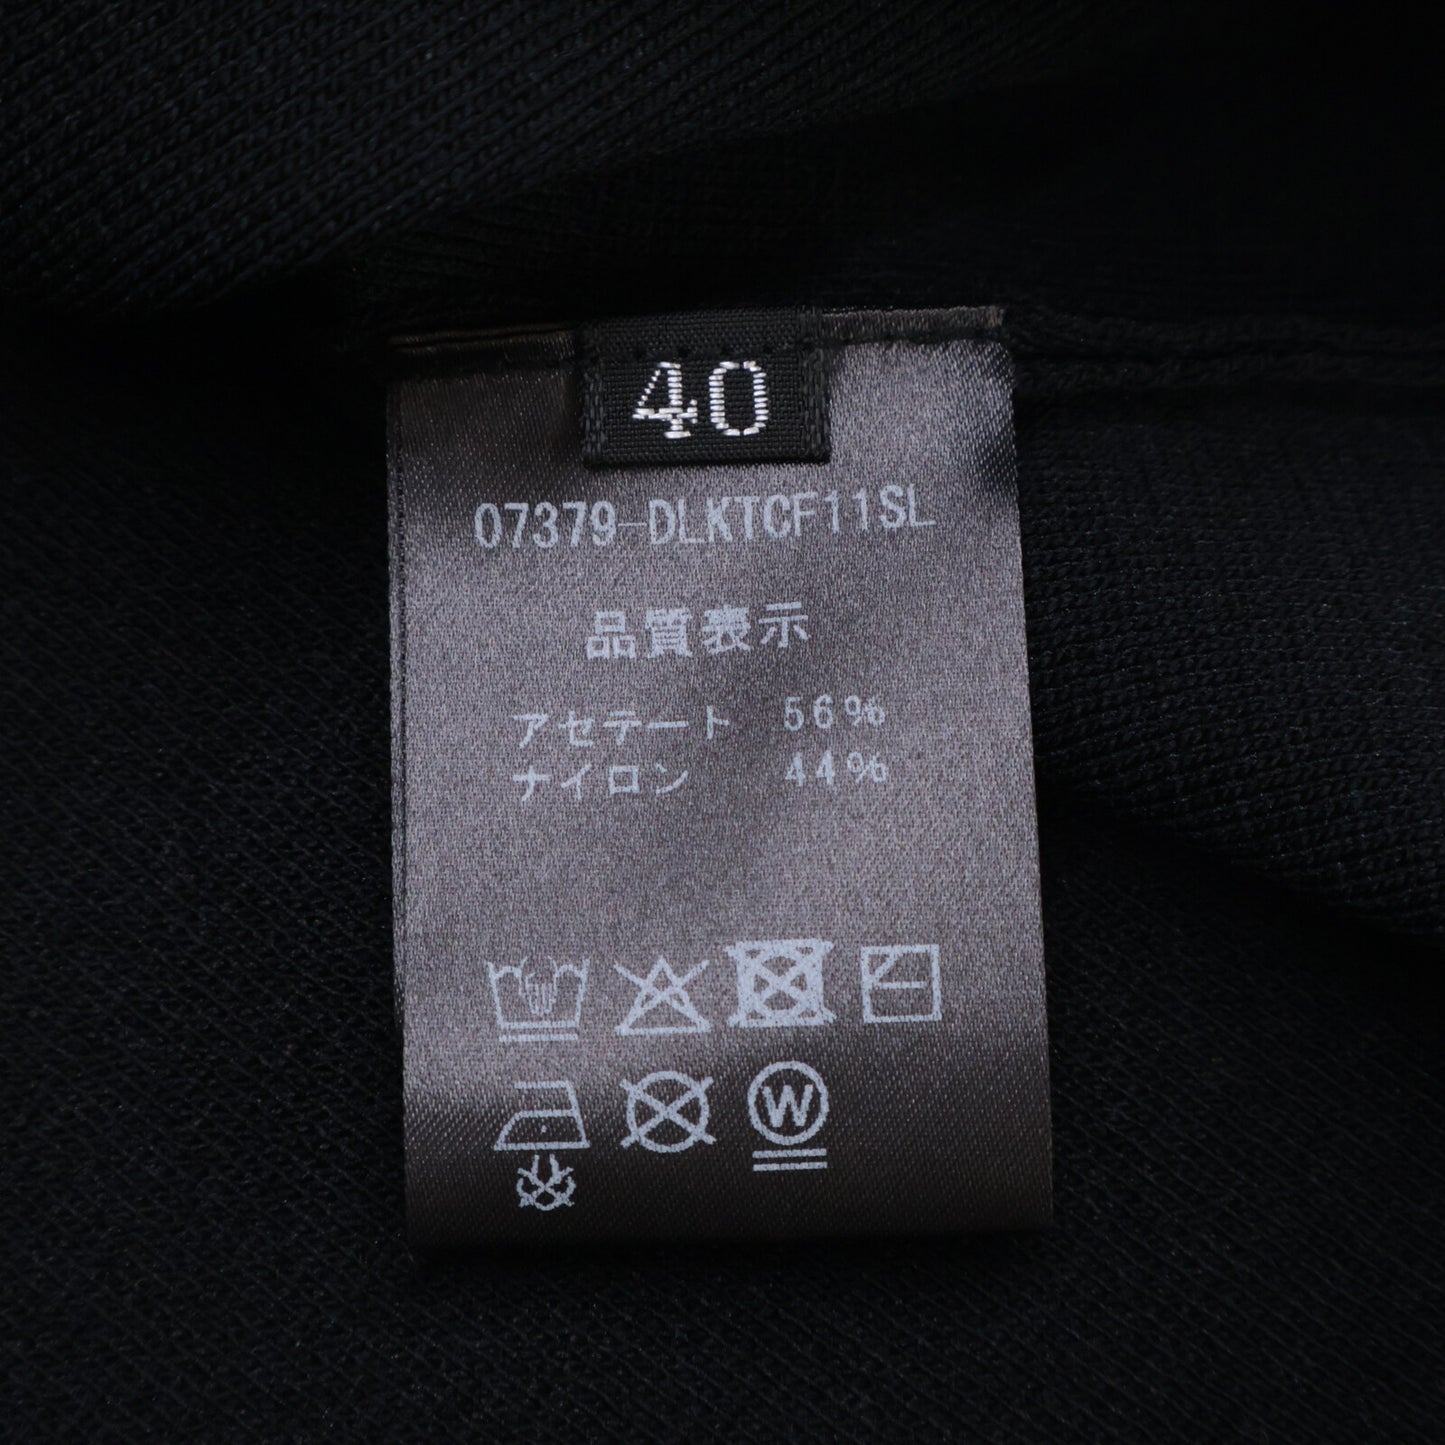 40
07379-DLKTCF11SL
品質表示
アセテート 56%
ナイロン 44%
W